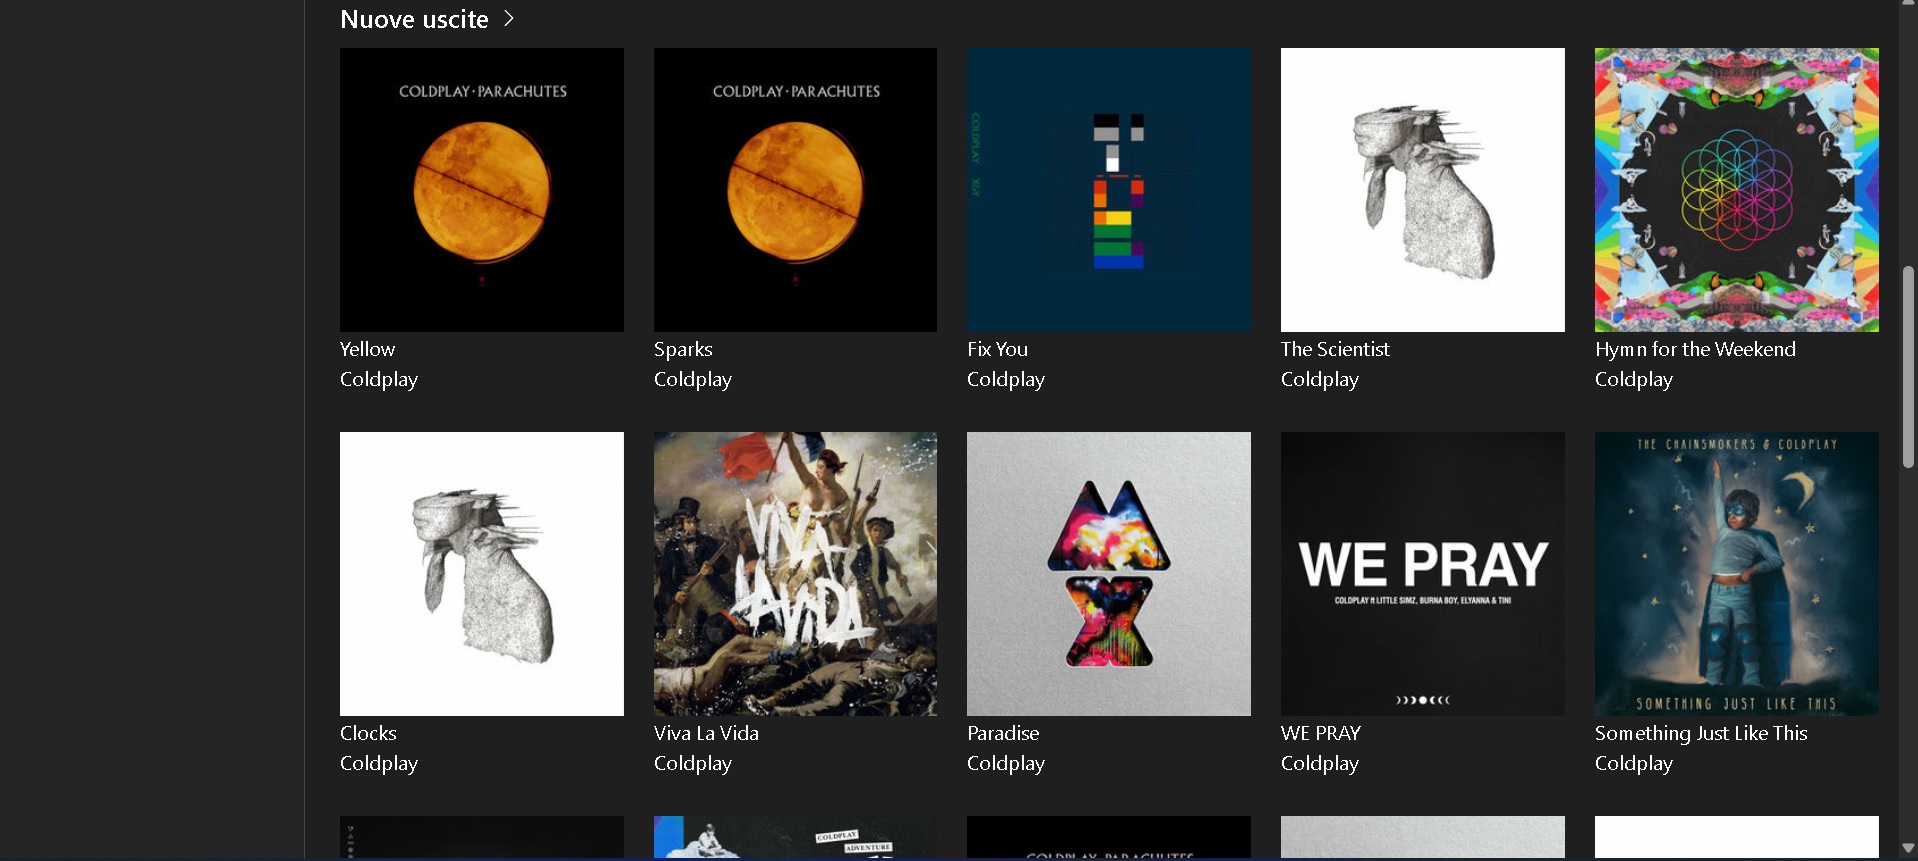 Nuove uscite
COLDPLAY · PARACHUTES
COLDPLAY · PARACHUTES
COLDPLAY X&Y
Yellow
Coldplay
Sparks
Coldplay
Fix You
Coldplay
The Scientist
Coldplay
Hymn for the Weekend
Coldplay
VIVA
LA VIDA
WE PRAY
COLDPLAY ft LITTLE SIMZ, BURNA BOY, ELYANNA & TINI
THE CHAINSMOKERS & COLDPLAY
SOMETHING JUST LIKE THIS
Clocks
Coldplay
Viva La Vida
Coldplay
Paradise
Coldplay
WE PRAY
Coldplay
Something Just Like This
Coldplay
COLDPLAY
ADVENTURE
COLDPLAY · PARACHUTES